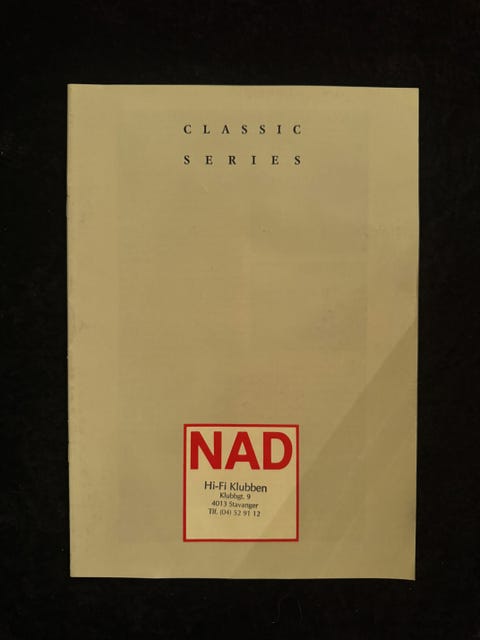 CLASSIC
SERIES
NAD
Hi-Fi Klubben
Klubbgt. 9
4013 Stavanger
Tlf. (04) 52 91 12